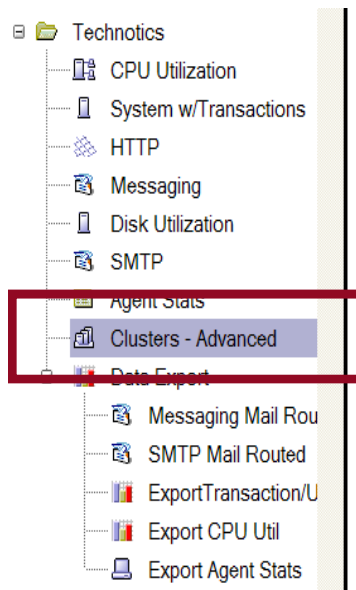 Technotics
CPU Utilization
System w/Transactions
HTTP
Messaging
Disk Utilization
SMTP
Agent Stats
Clusters - Advanced
Data Export
Messaging Mail Rou
SMTP Mail Routed
ExportTransaction/U
Export CPU Util
Export Agent Stats